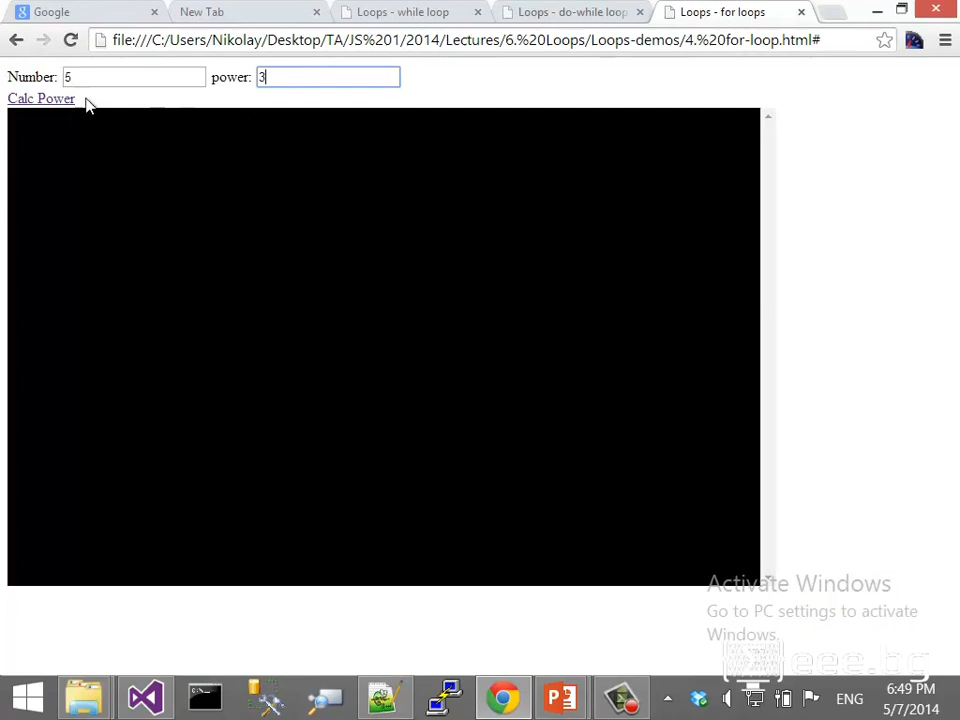 Google
New Tab
Loops - while loop
Loops - do-while loop
Loops - for loops
file:///C:/Users/Nikolay/Desktop/TA/JS%201/2014/Lectures/6.%20Loops/Loops-demos/4.%20for-loop.html#
Number: 5 power: 3
Calc Power
Activate Windows
Go to PC settings to activate
Windows.
eee.bg
ENG
6:49 PM
5/7/2014